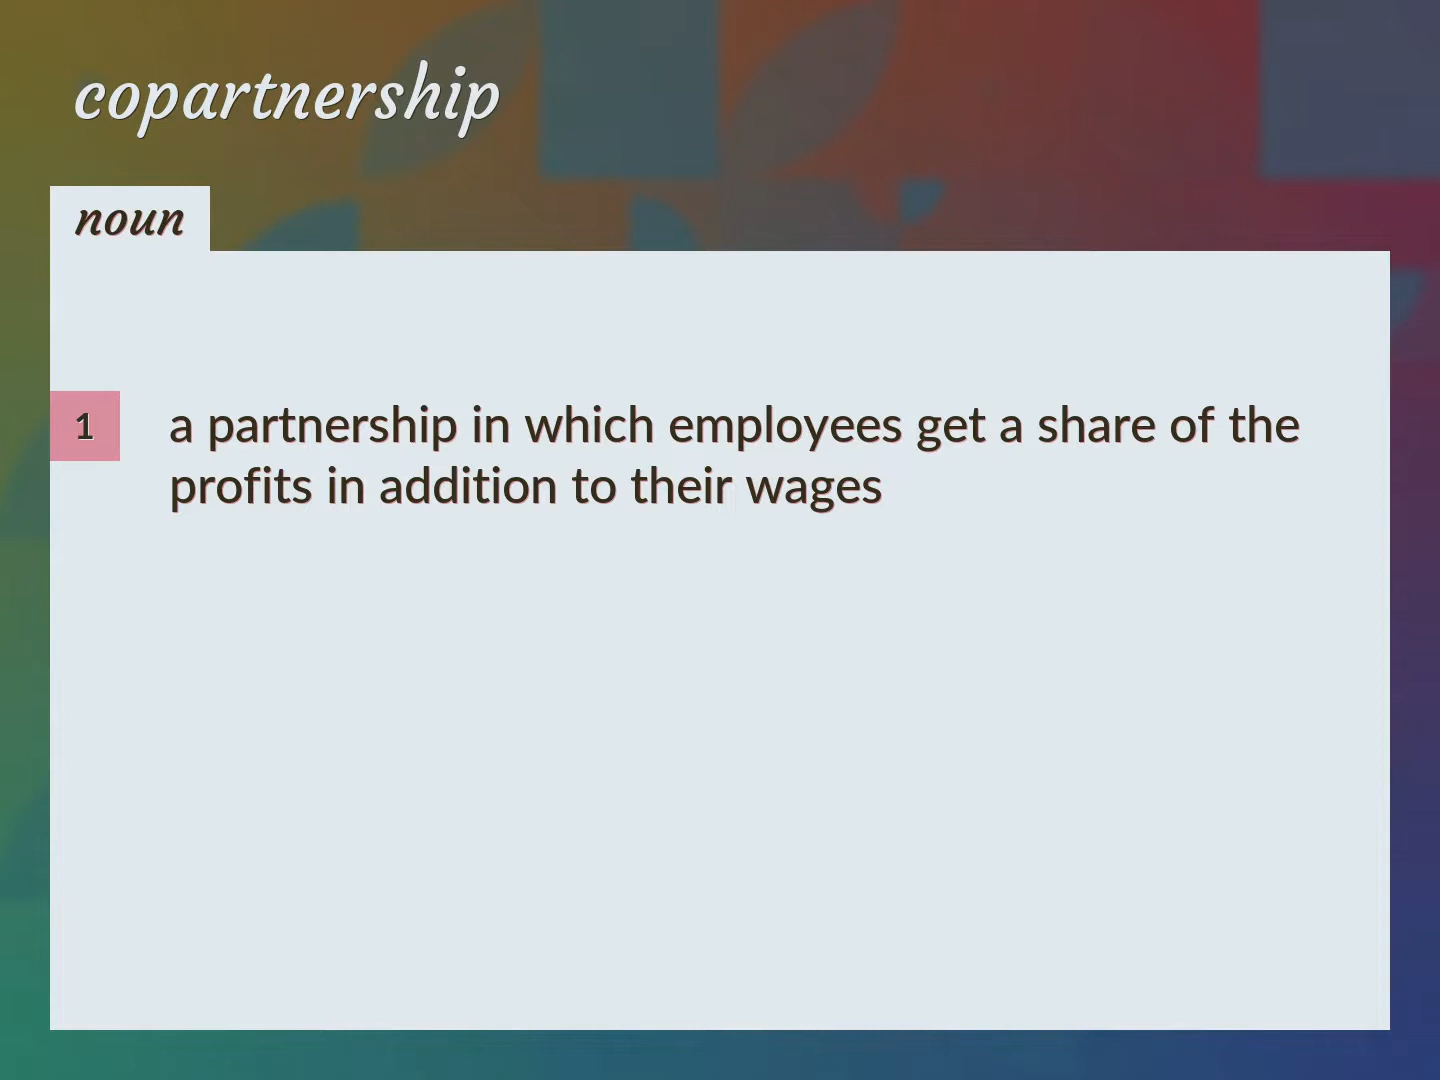 copartnership
noun
1
a partnership in which employees get a share of the
profits in addition to their wages